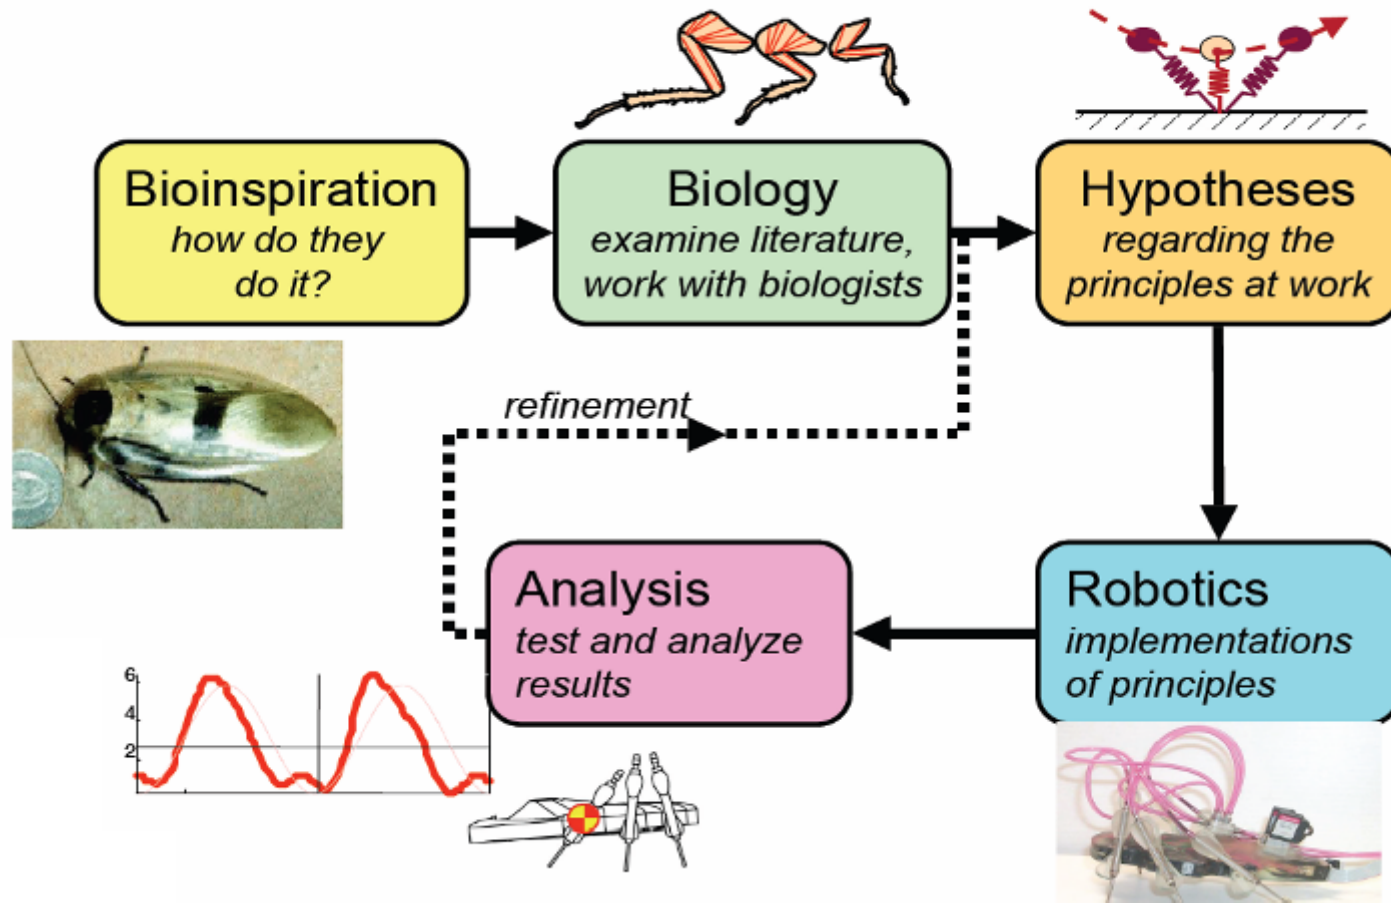 Bioinspiration
how do they
do it?
Biology
examine literature,
work with biologists
Hypotheses
regarding the
principles at work
refinement
Analysis
test and analyze
results
Robotics
implementations
of principles
6
4
2